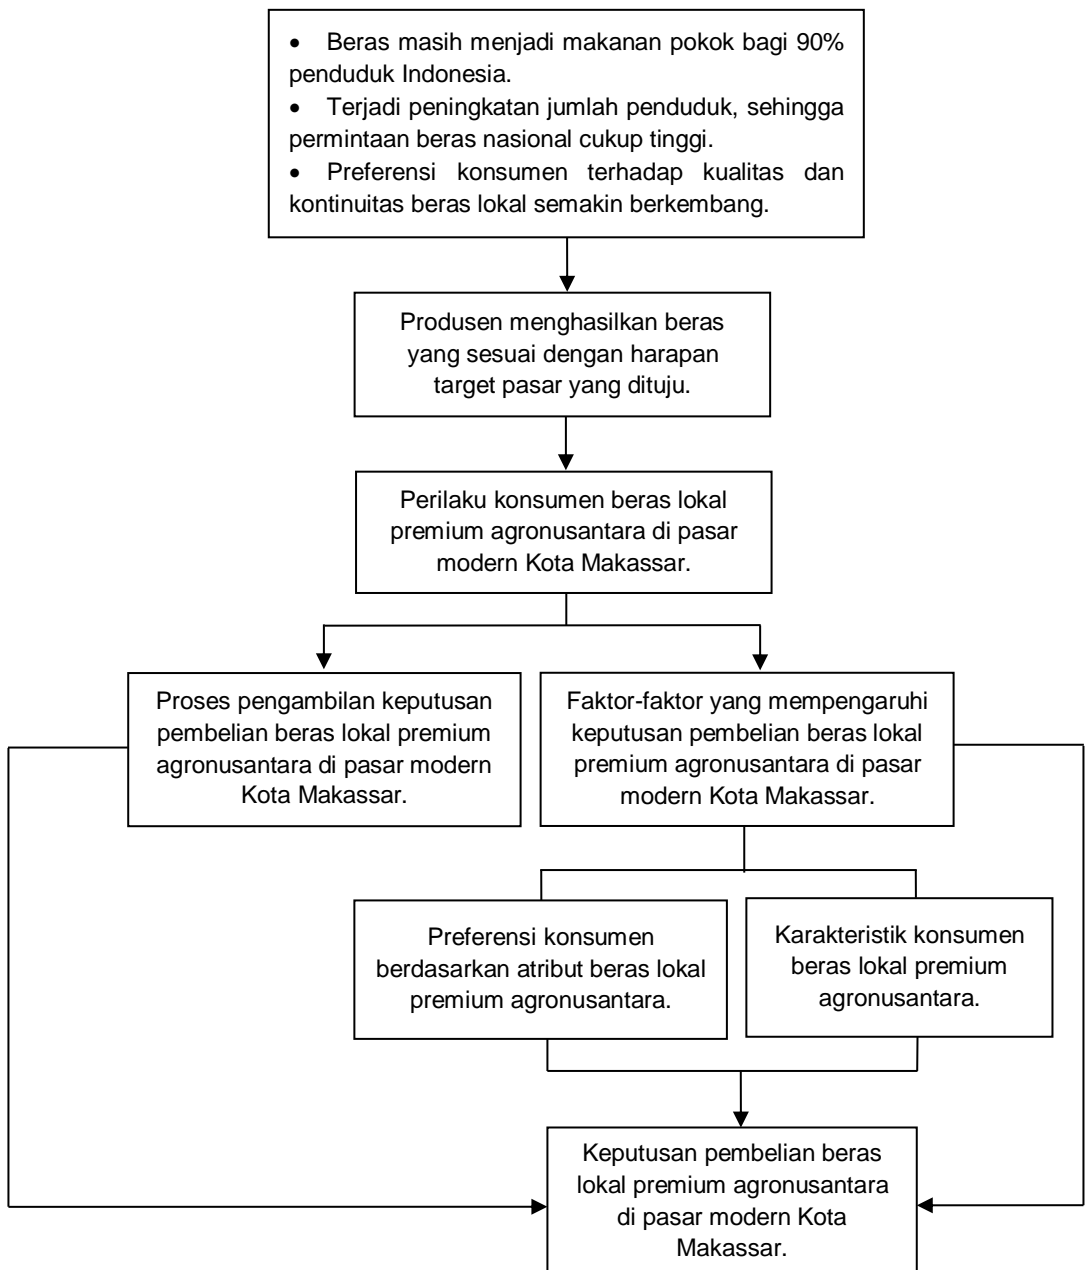 • Beras masih menjadi makanan pokok bagi 90%
penduduk Indonesia.
• Terjadi peningkatan jumlah penduduk, sehingga
permintaan beras nasional cukup tinggi.
• Preferensi konsumen terhadap kualitas dan
kontinuitas beras lokal semakin berkembang.
Produsen menghasilkan beras
yang sesuai dengan harapan
target pasar yang dituju.
Perilaku konsumen beras lokal
premium agronusantara di pasar
modern Kota Makassar.
Proses pengambilan keputusan
pembelian beras lokal premium
agronusantara di pasar modern
Kota Makassar.
Faktor-faktor yang mempengaruhi
keputusan pembelian beras lokal
premium agronusantara di pasar
modern Kota Makassar.
Preferensi konsumen
berdasarkan atribut beras lokal
premium agronusantara.
Karakteristik konsumen
beras lokal premium
agronusantara.
Keputusan pembelian beras
lokal premium agronusantara
di pasar modern Kota
Makassar.